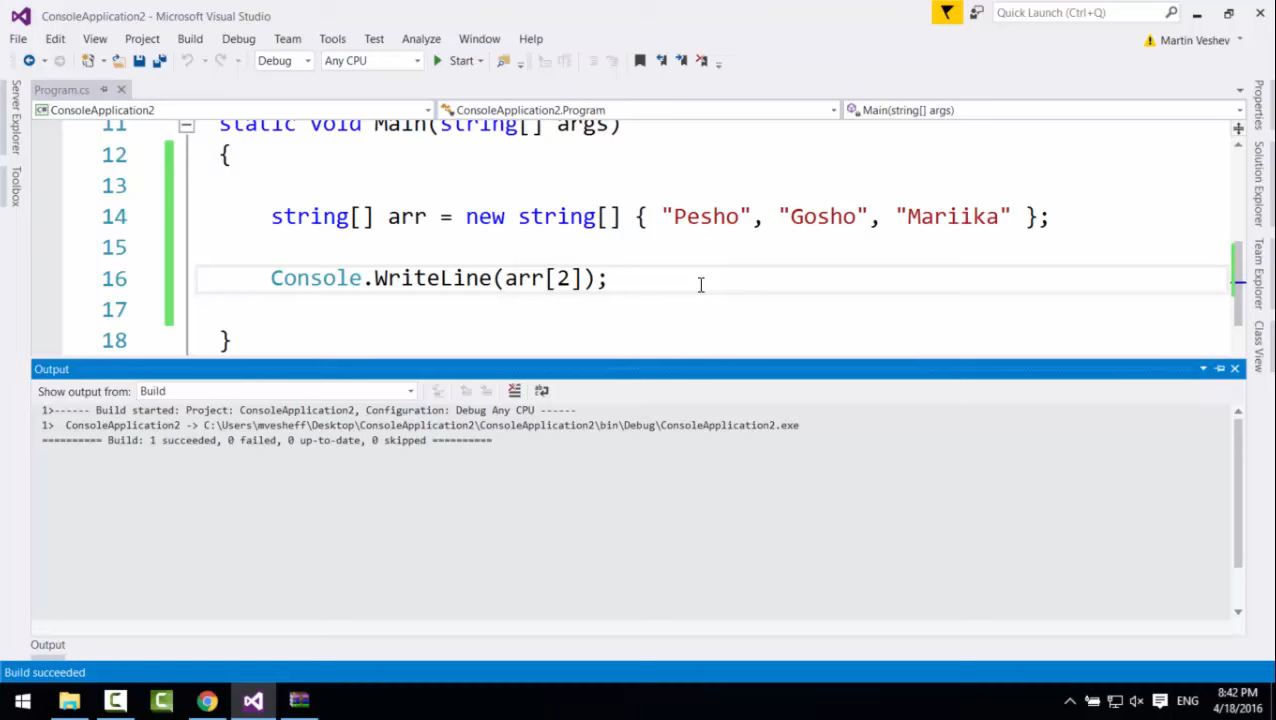 ConsoleApplication2 - Microsoft Visual Studio
Quick Launch (Ctrl+Q)
File Edit View Project Build Debug Team Tools Test Analyze Window Help
Martin Veshev
Debug Any CPU Start
Server Explorer
Toolbox
Program.cs
ConsoleApplication2 ConsoleApplication2.Program Main(string[] args)
11 static void Main(string[] args)
12 {
13
14 string[] arr = new string[] { "Pesho", "Gosho", "Mariika" };
15
16 Console.WriteLine(arr[2]);
17
18 }
Properties
Solution Explorer
Team Explorer
Class View
Output
Show output from: Build
1>------ Build started: Project: ConsoleApplication2, Configuration: Debug Any CPU ------
1>  ConsoleApplication2 -> C:\Users\mvesheff\Desktop\ConsoleApplication2\ConsoleApplication2\bin\Debug\ConsoleApplication2.exe
========== Build: 1 succeeded, 0 failed, 0 up-to-date, 0 skipped ==========
Output
Build succeeded
ENG
8:42 PM
4/18/2016